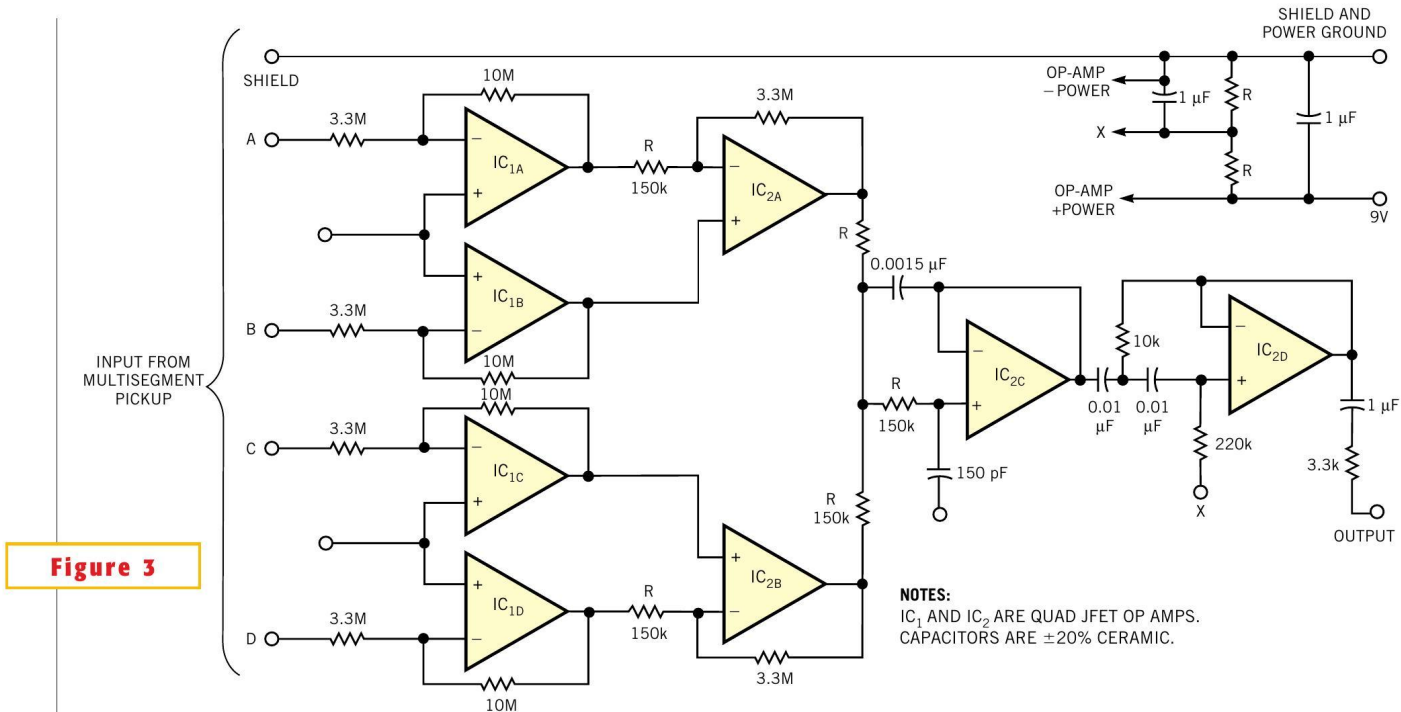 SHIELD AND
POWER GROUND
SHIELD
OP-AMP
–POWER
1 µF
R
1 µF
X
R
OP-AMP
+POWER
9V
INPUT FROM
MULTISEGMENT
PICKUP
A
3.3M
10M
–
+
IC1A
R
150k
3.3M
–
+
IC2A
R
B
3.3M
+
–
IC1B
10M
10M
C
3.3M
–
+
IC1C
D
3.3M
+
–
IC1D
10M
R
150k
+
–
IC2B
3.3M
R
150k
0.0015 µF
R
150k
150 pF
–
+
IC2C
0.01
µF
0.01
µF
10k
220k
X
–
+
IC2D
1 µF
3.3k
OUTPUT
Figure 3
NOTES:
IC1 AND IC2 ARE QUAD JFET OP AMPS.
CAPACITORS ARE ±20% CERAMIC.